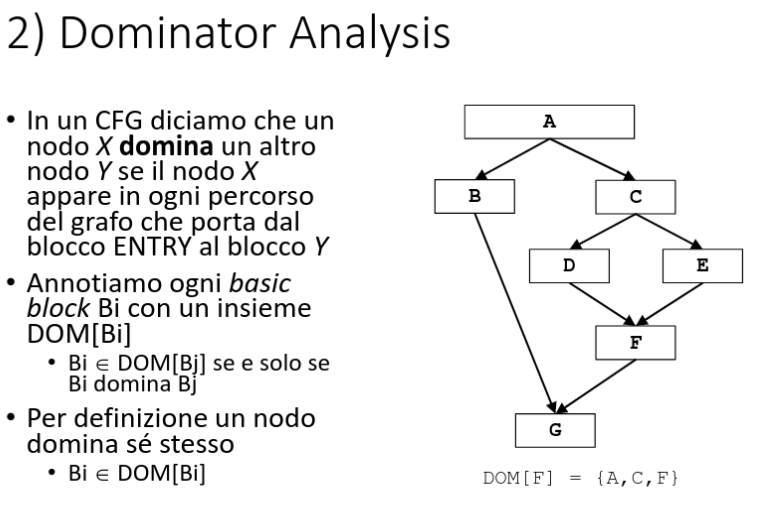 2) Dominator Analysis
• In un CFG diciamo che un
nodo X domina un altro
nodo Y se il nodo X
appare in ogni percorso
del grafo che porta dal
blocco ENTRY al blocco Y
• Annotiamo ogni basic
block Bi con un insieme
DOM[Bi]
• Bi ∈ DOM[Bj] se e solo se
Bi domina Bj
• Per definizione un nodo
domina sé stesso
• Bi ∈ DOM[Bi]
A
B
C
D
E
F
G
DOM[F] = {A,C,F}